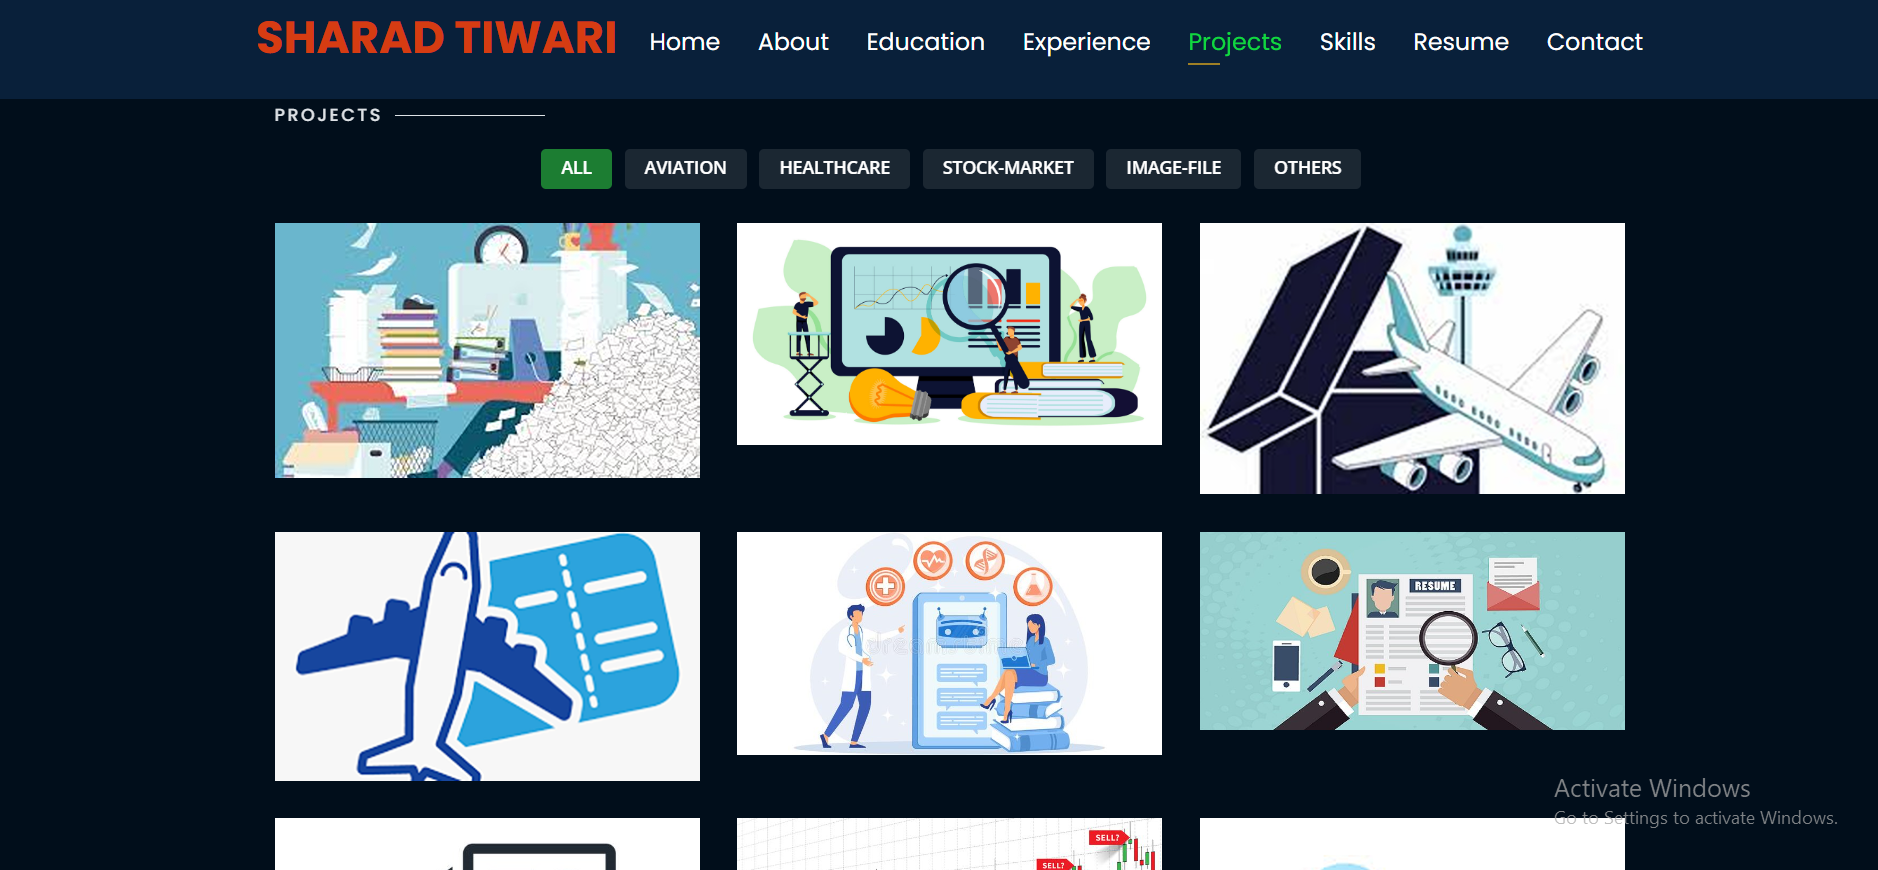 SHARAD TIWARI Home About Education Experience Projects Skills Resume Contact
PROJECTS
ALL AVIATION HEALTHCARE STOCK-MARKET IMAGE-FILE OTHERS
RESUME
Activate Windows
Go to Settings to activate Windows.
SELL?
SELL?